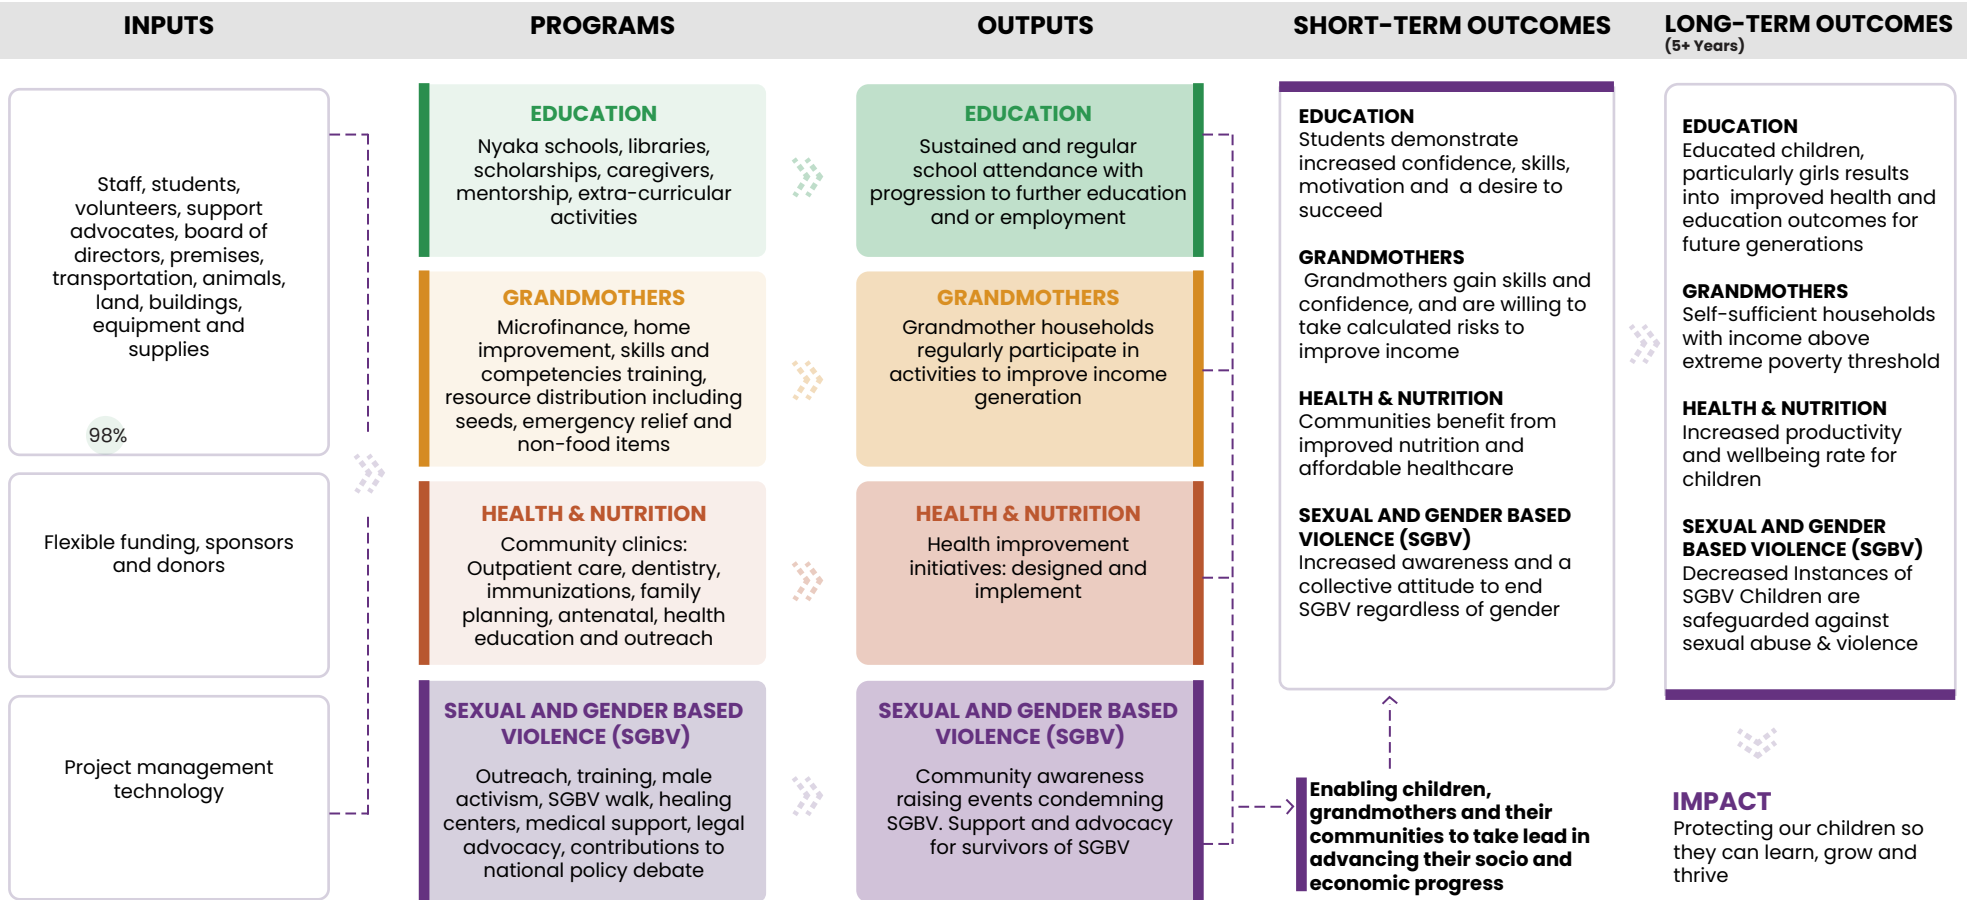 INPUTS
PROGRAMS
OUTPUTS
SHORT-TERM OUTCOMES
LONG-TERM OUTCOMES
(5+ Years)
Staff, students,
volunteers, support
advocates, board of
directors, premises,
transportation, animals,
land, buildings,
equipment and
supplies
98%
Flexible funding, sponsors
and donors
Project management
technology
EDUCATION
Nyaka schools, libraries,
scholarships, caregivers,
mentorship, extra-curricular
activities
GRANDMOTHERS
Microfinance, home
improvement, skills and
competencies training,
resource distribution including
seeds, emergency relief and
non-food items
HEALTH & NUTRITION
Community clinics:
Outpatient care, dentistry,
immunizations, family
planning, antenatal, health
education and outreach
SEXUAL AND GENDER BASED
VIOLENCE (SGBV)
Outreach, training, male
activism, SGBV walk, healing
centers, medical support, legal
advocacy, contributions to
national policy debate
EDUCATION
Sustained and regular
school attendance with
progression to further education
and or employment
GRANDMOTHERS
Grandmother households
regularly participate in
activities to improve income
generation
HEALTH & NUTRITION
Health improvement
initiatives: designed and
implement
SEXUAL AND GENDER BASED
VIOLENCE (SGBV)
Community awareness
raising events condemning
SGBV. Support and advocacy
for survivors of SGBV
EDUCATION
Students demonstrate
increased confidence, skills,
motivation and a desire to
succeed
GRANDMOTHERS
Grandmothers gain skills and
confidence, and are willing to
take calculated risks to
improve income
HEALTH & NUTRITION
Communities benefit from
improved nutrition and
affordable healthcare
SEXUAL AND GENDER BASED
VIOLENCE (SGBV)
Increased awareness and a
collective attitude to end
SGBV regardless of gender
Enabling children,
grandmothers and their
communities to take lead in
advancing their socio and
economic progress
EDUCATION
Educated children,
particularly girls results
into improved health and
education outcomes for
future generations
GRANDMOTHERS
Self-sufficient households
with income above
extreme poverty threshold
HEALTH & NUTRITION
Increased productivity
and wellbeing rate for
children
SEXUAL AND GENDER
BASED VIOLENCE (SGBV)
Decreased Instances of
SGBV Children are
safeguarded against
sexual abuse & violence
IMPACT
Protecting our children so
they can learn, grow and
thrive